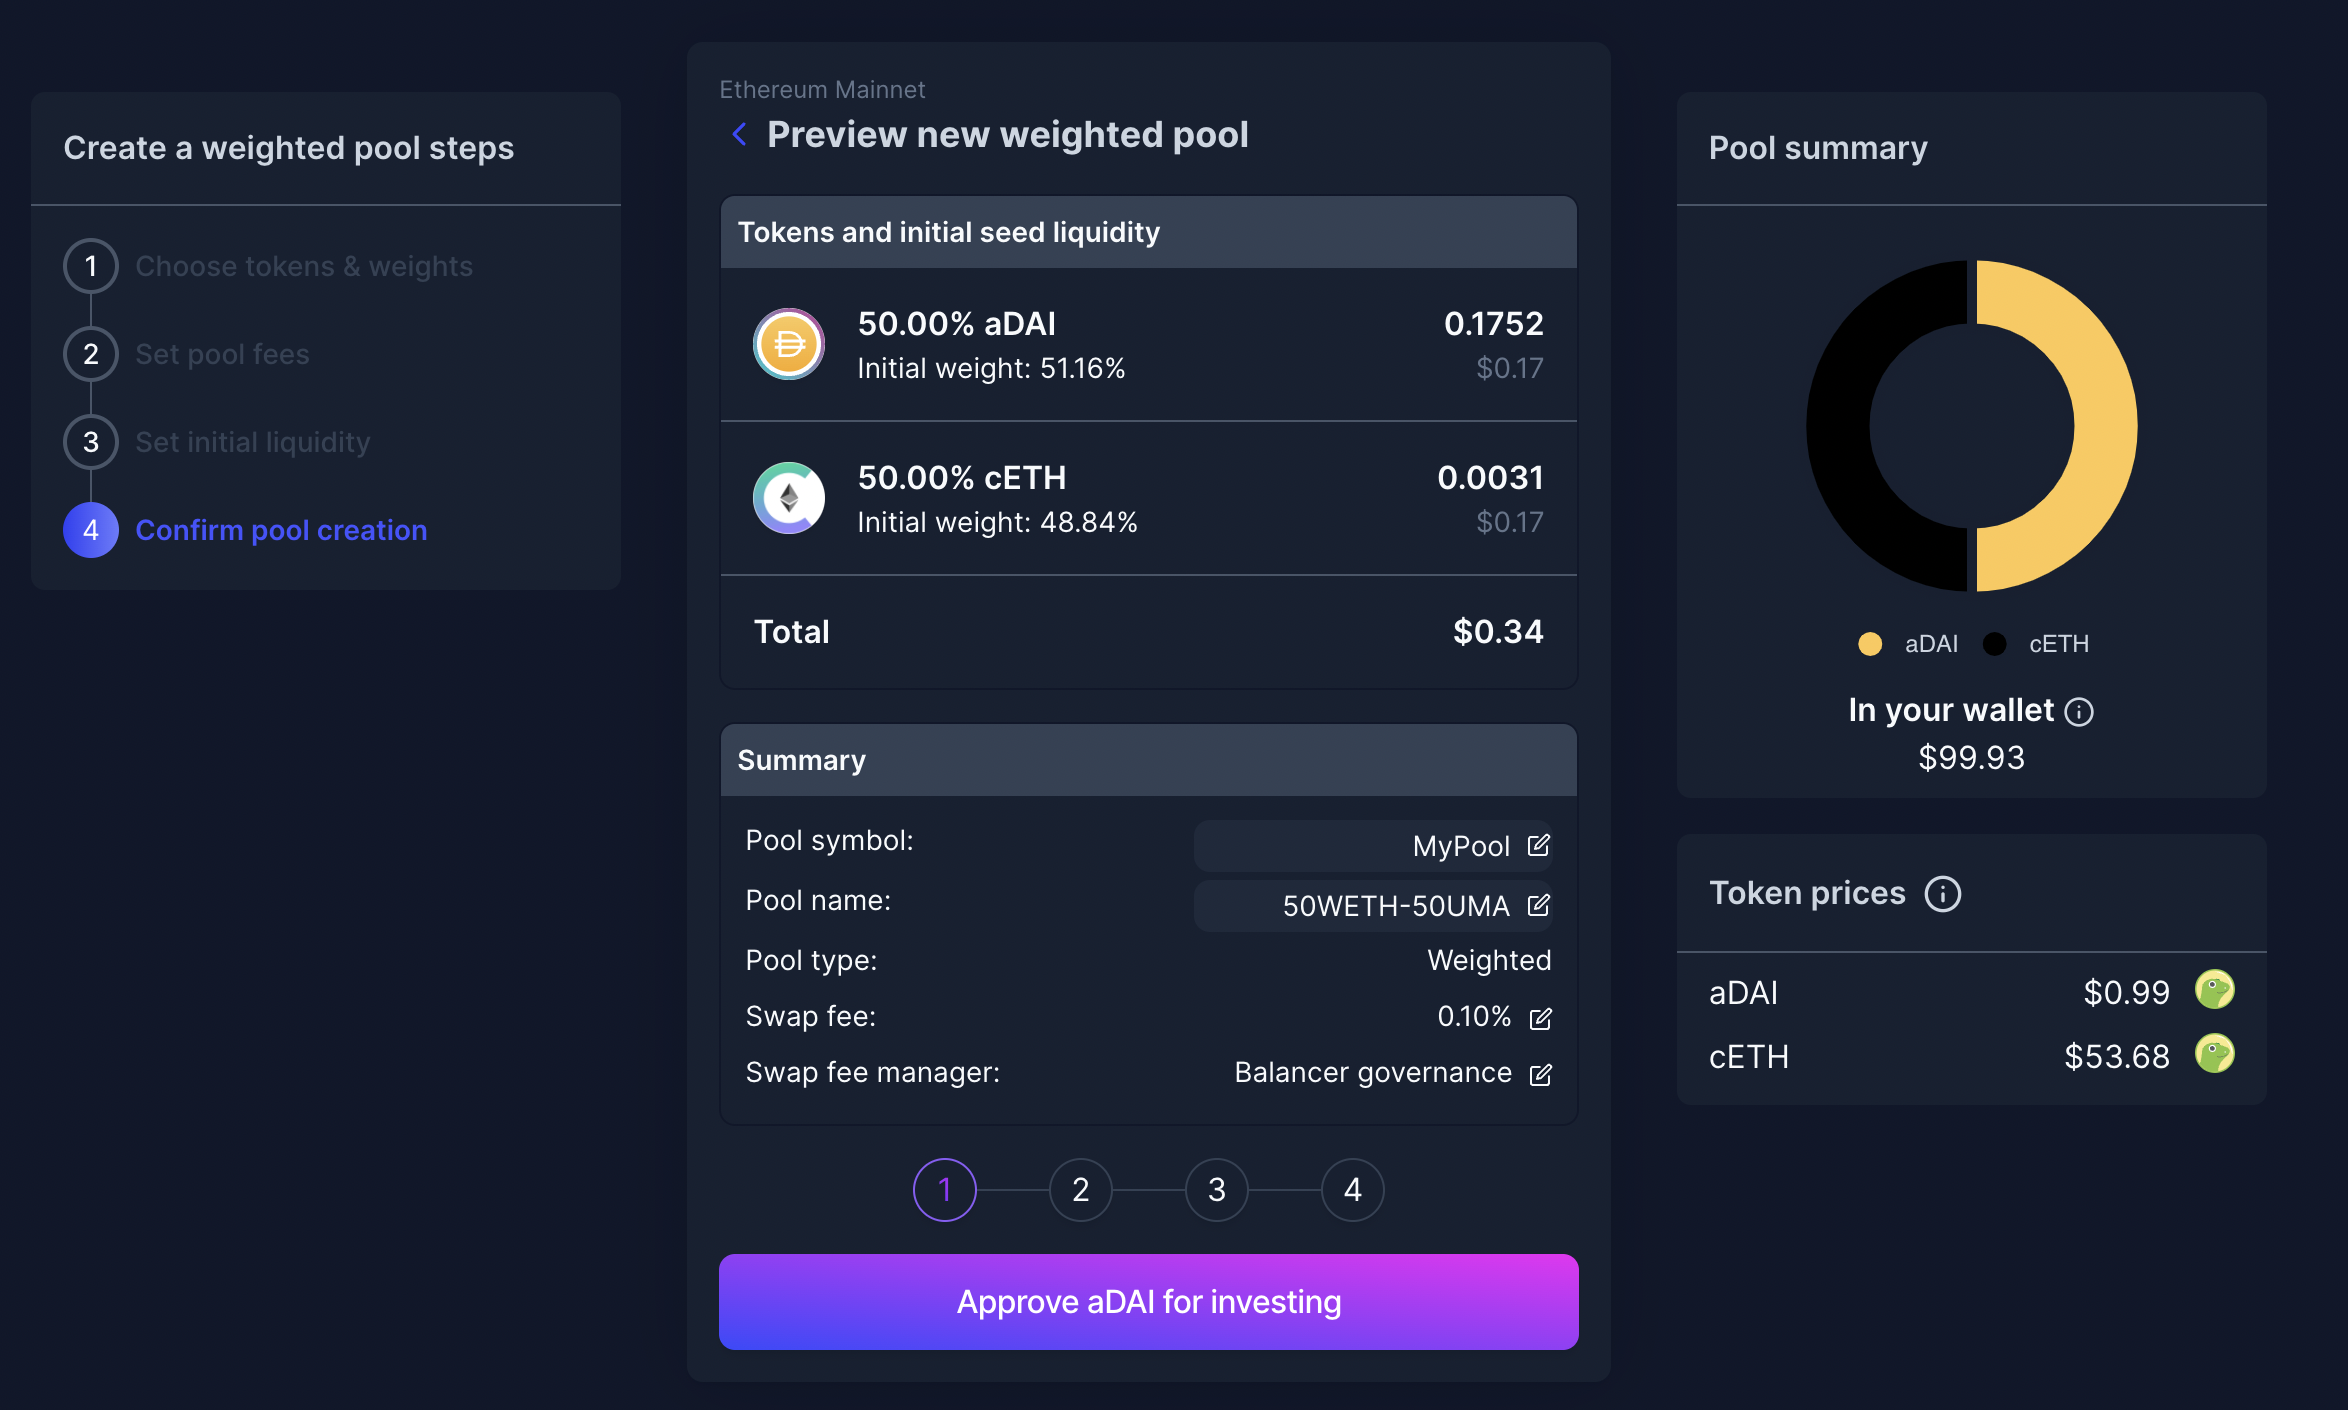 Create a weighted pool steps
1 Choose tokens & weights
2 Set pool fees
3 Set initial liquidity
4 Confirm pool creation
Ethereum Mainnet
Preview new weighted pool
Tokens and initial seed liquidity
50.00% aDAI 0.1752
Initial weight: 51.16% $0.17
50.00% cETH 0.0031
Initial weight: 48.84% $0.17
Total $0.34
Summary
Pool symbol: MyPool
Pool name: 50WETH-50UMA
Pool type: Weighted
Swap fee: 0.10%
Swap fee manager: Balancer governance
1 2 3 4
Approve aDAI for investing
Pool summary
aDAI cETH
In your wallet
$99.93
Token prices
aDAI $0.99
cETH $53.68